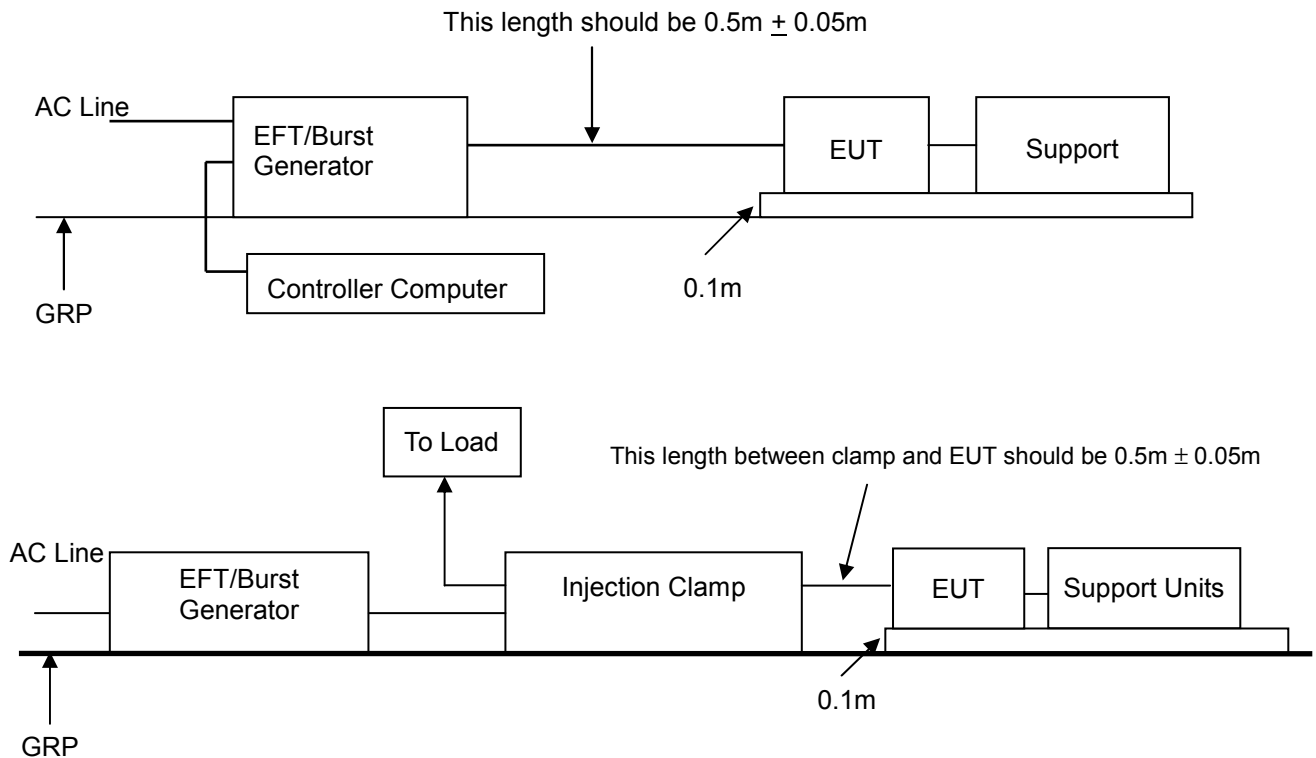 This length should be 0.5m ± 0.05m
AC Line
EFT/Burst
Generator
EUT
Support
Controller Computer
0.1m
GRP
To Load
This length between clamp and EUT should be 0.5m ± 0.05m
AC Line
EFT/Burst
Generator
Injection Clamp
EUT
Support Units
0.1m
GRP